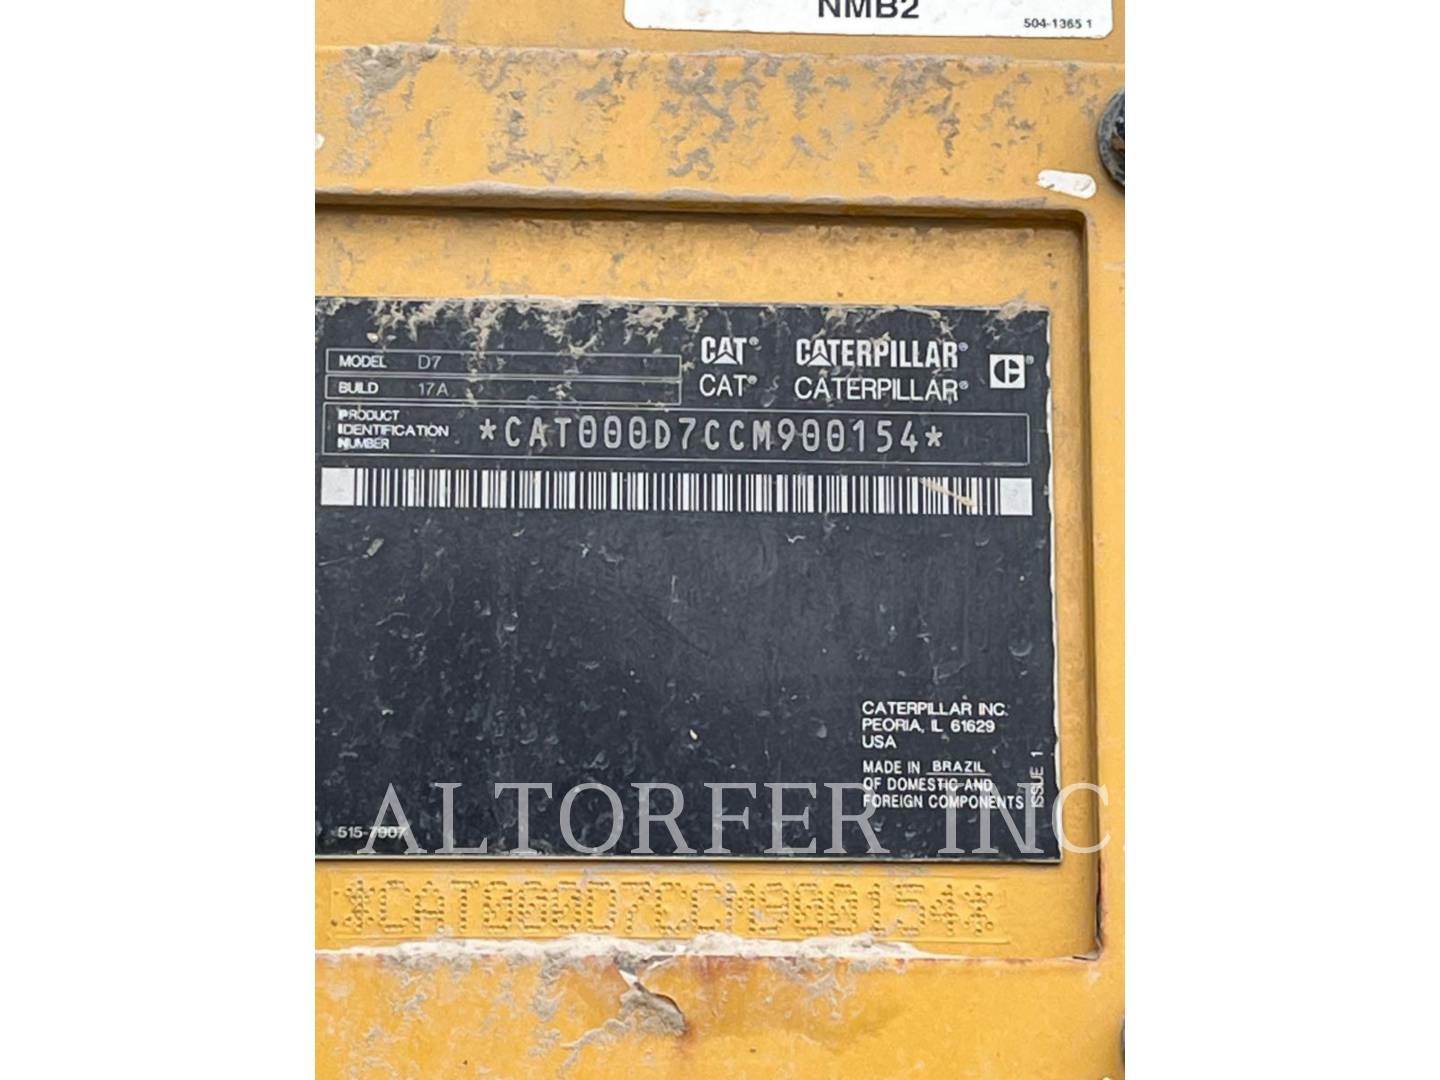 NMB2
504-1365 1
MODEL D7
BUILD 17A
CAT® CATERPILLAR®
CAT® CATERPILLAR®
PRODUCT
IDENTIFICATION
NUMBER
*CAT000D7CCM900154*
CATERPILLAR INC.
PEORIA, IL 61629
USA
MADE IN BRAZIL
OF DOMESTIC AND
FOREIGN COMPONENTS
ISSUE 1
515-7907
ALTORFER INC.
*CAT000D7CCM900154*